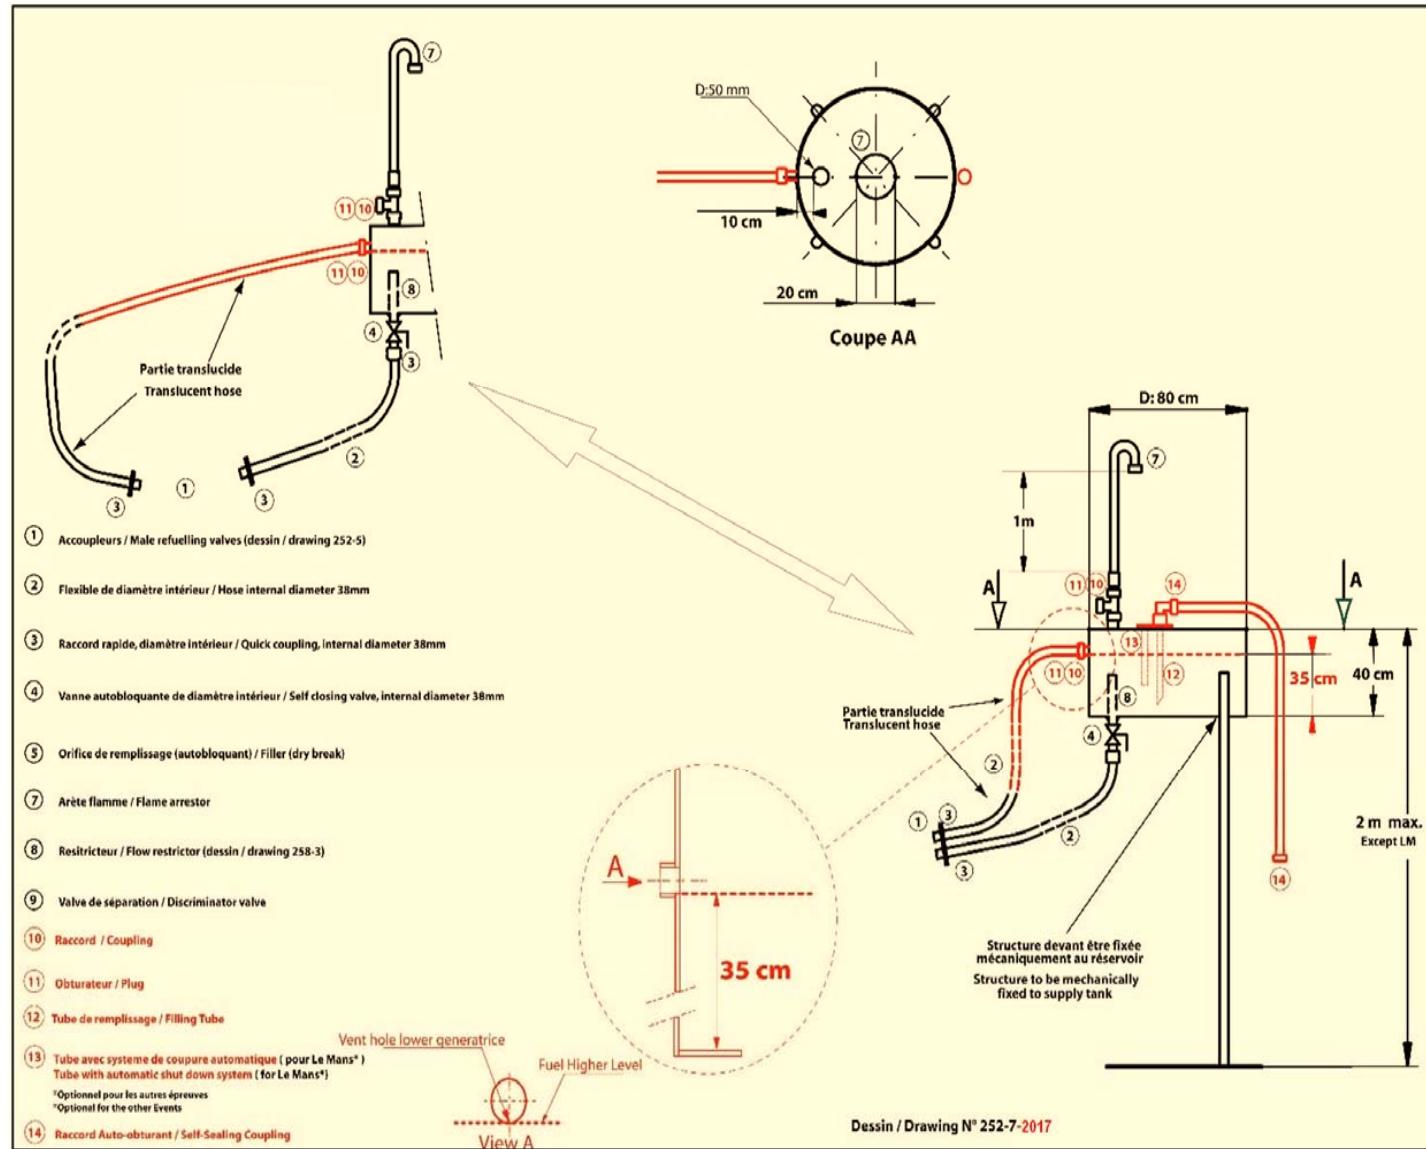 7
11 10
11 10
8
4
3
Partie translucide
Translucent hose
2
3
1
3
D:50 mm
7
10 cm
20 cm
Coupe AA
D: 80 cm
7
1m
A
A
11 10
14
13
12
35 cm
40 cm
11 10
8
4
Partie translucide
Translucent hose
2
1
3
2
3
2 m max.
Except LM
14
Structure devant être fixée
mécaniquement au réservoir
Structure to be mechanically
fixed to supply tank
1 Accoupleurs / Male refuelling valves (dessin / drawing 252-5)
2 Flexible de diamètre intérieur / Hose internal diameter 38mm
3 Raccord rapide, diamètre intérieur / Quick coupling, internal diameter 38mm
4 Vanne autobloquante de diamètre intérieur / Self closing valve, internal diameter 38mm
5 Orifice de remplissage (autobloquant) / Filler (dry break)
7 Arète flamme / Flame arrestor
8 Resitricteur / Flow restrictor (dessin / drawing 258-3)
9 Valve de séparation / Discriminator valve
10 Raccord / Coupling
11 Obturateur / Plug
12 Tube de remplissage / Filling Tube
13 Tube avec systeme de coupure automatique ( pour Le Mans* )
Tube with automatic shut down system ( for Le Mans*)
*Optionnel pour les autres épreuves
*Optional for the other Events
14 Raccord Auto-obturant / Self-Sealing Coupling
A
35 cm
Vent hole lower generatrice
Fuel Higher Level
View A
Dessin / Drawing N° 252-7-2017